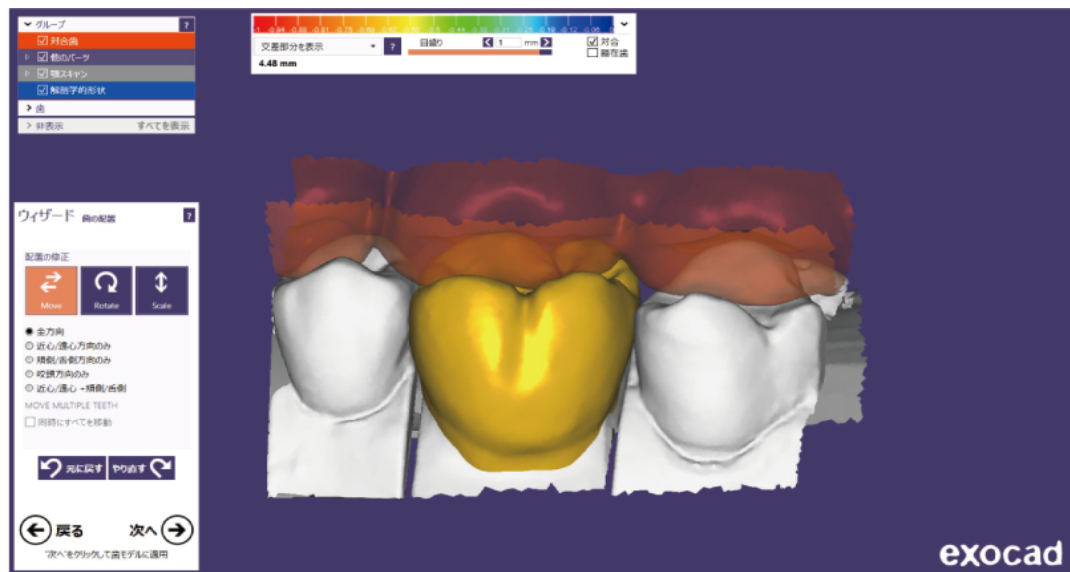 グループ ?
対合歯
他のパーツ
顎スキャン
解剖学的形状
歯
非表示 すべてを表示
交差部分を表示 ?
目盛り 1 mm
対合
隣在歯
4.48 mm
ウィザード 歯の配置 ?
配置の修正
Move Rotate Scale
全方向
近心/遠心方向のみ
頬側/舌側方向のみ
咬頭方向のみ
近心/遠心 +頬側/舌側
MOVE MULTIPLE TEETH
同時にすべてを移動
元に戻す やり直す
戻る 次へ
"次へ"をクリックして歯モデルに適用
exocad